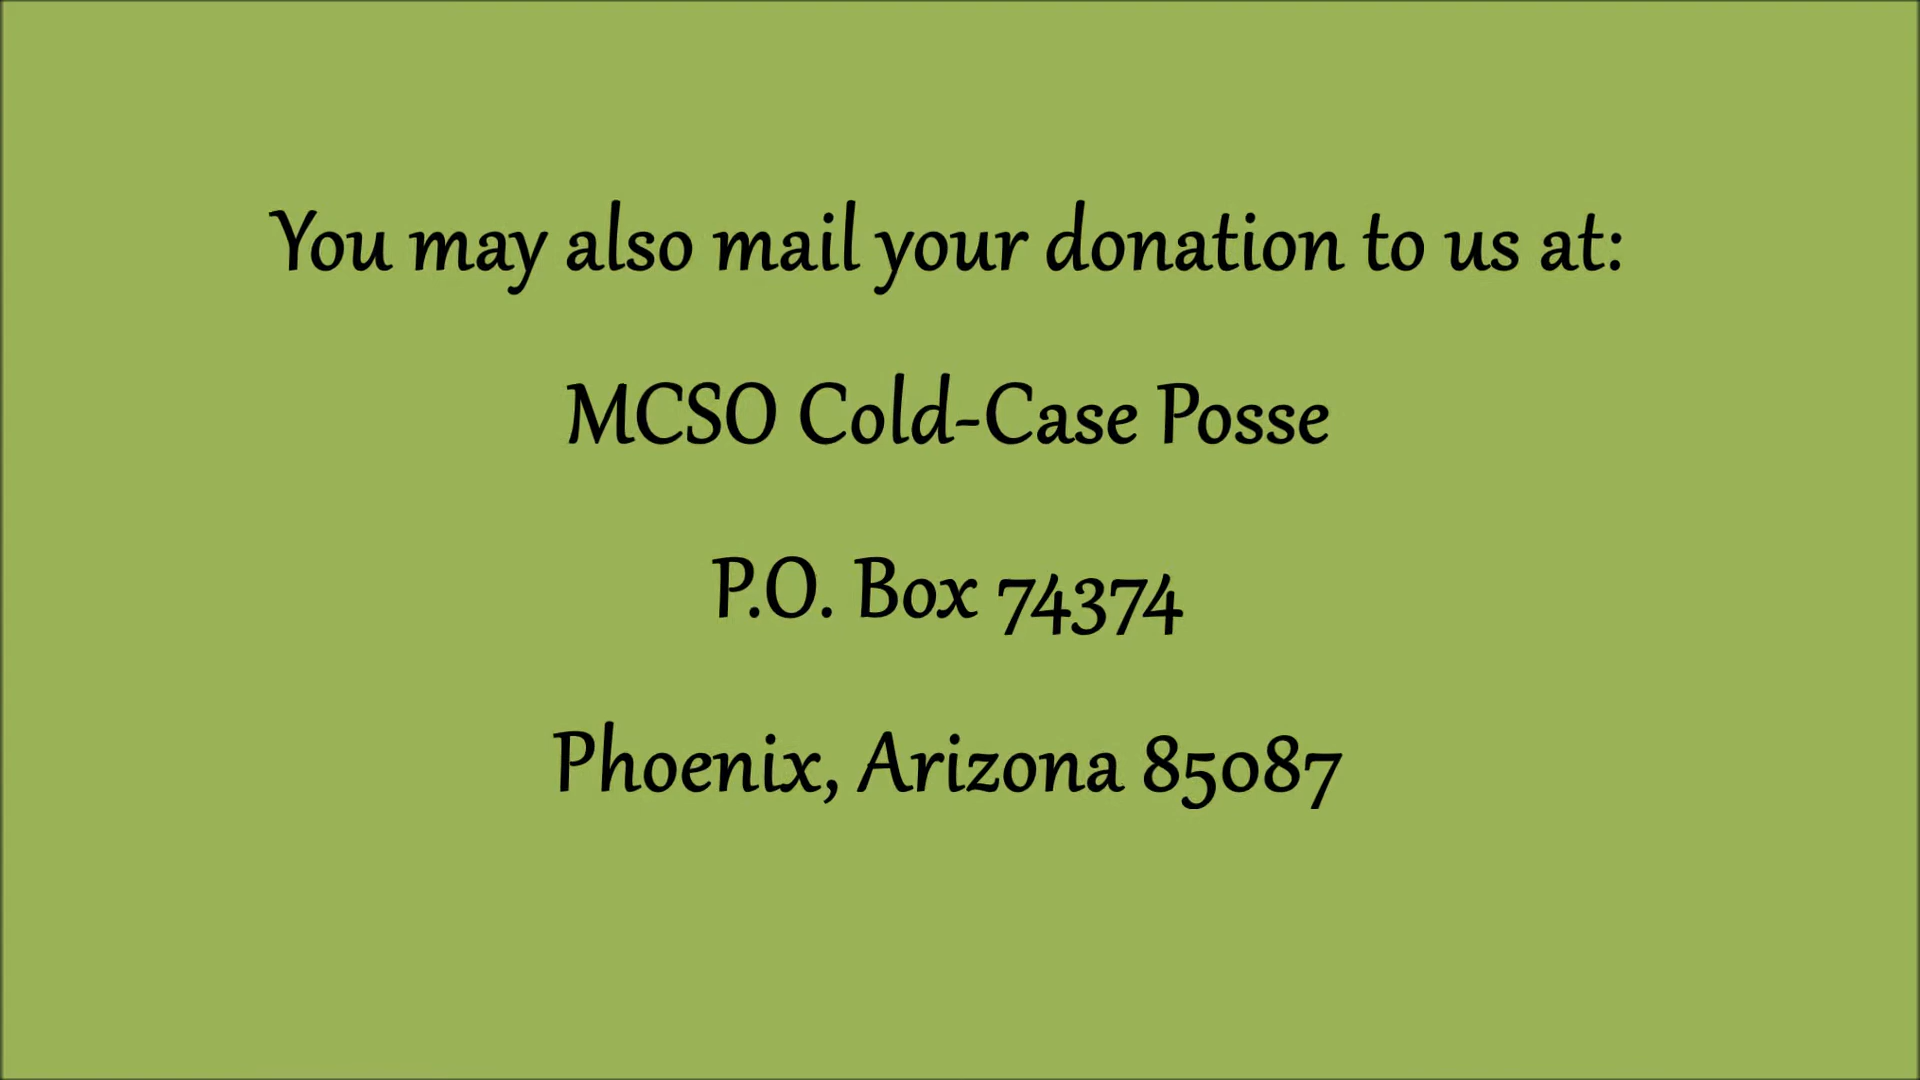 You may also mail your donation to us at:
MCSO Cold-Case Posse
P.O. Box 74374
Phoenix, Arizona 85087